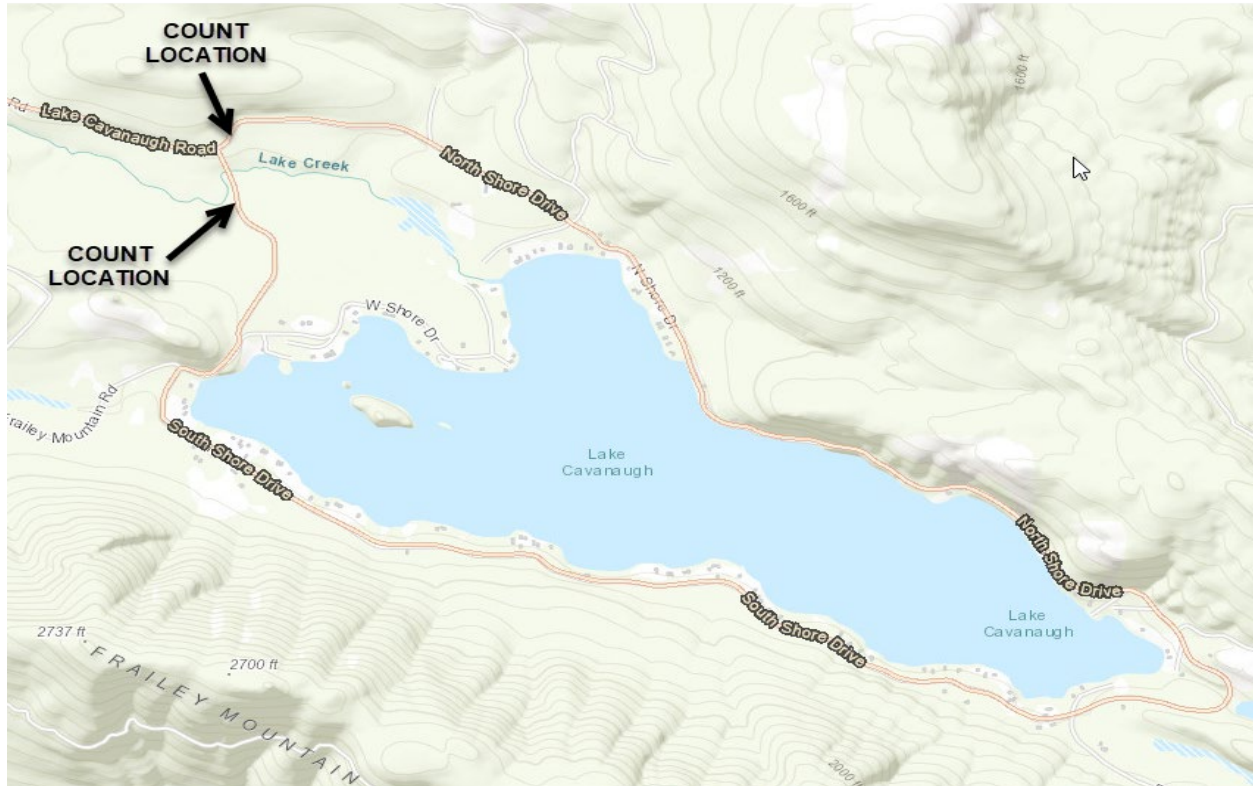 COUNT
LOCATION
Rd
Lake Cavanaugh Road
Lake Creek
North Shore Drive
COUNT
LOCATION
1600 ft
1600 ft
1200 ft
N Shore Dr
W Shore Dr
Frailey Mountain Rd
South Shore Drive
Lake
Cavanaugh
North Shore Drive
South Shore Drive
Lake
Cavanaugh
2737 ft
2700 ft
FRAILEY MOUNTAIN
2000 ft